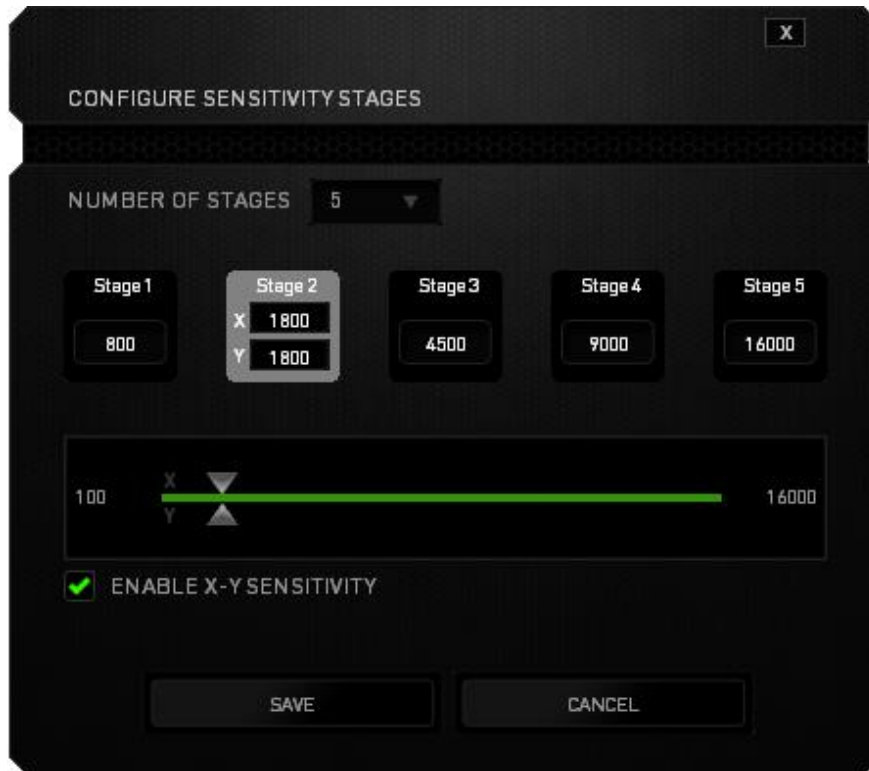 X
CONFIGURE SENSITIVITY STAGES
NUMBER OF STAGES 5
Stage 1 Stage 2 Stage 3 Stage 4 Stage 5
X 1800
800 4500 9000 16000
Y 1800
X
100 16000
Y
ENABLE X-Y SENSITIVITY
SAVE CANCEL